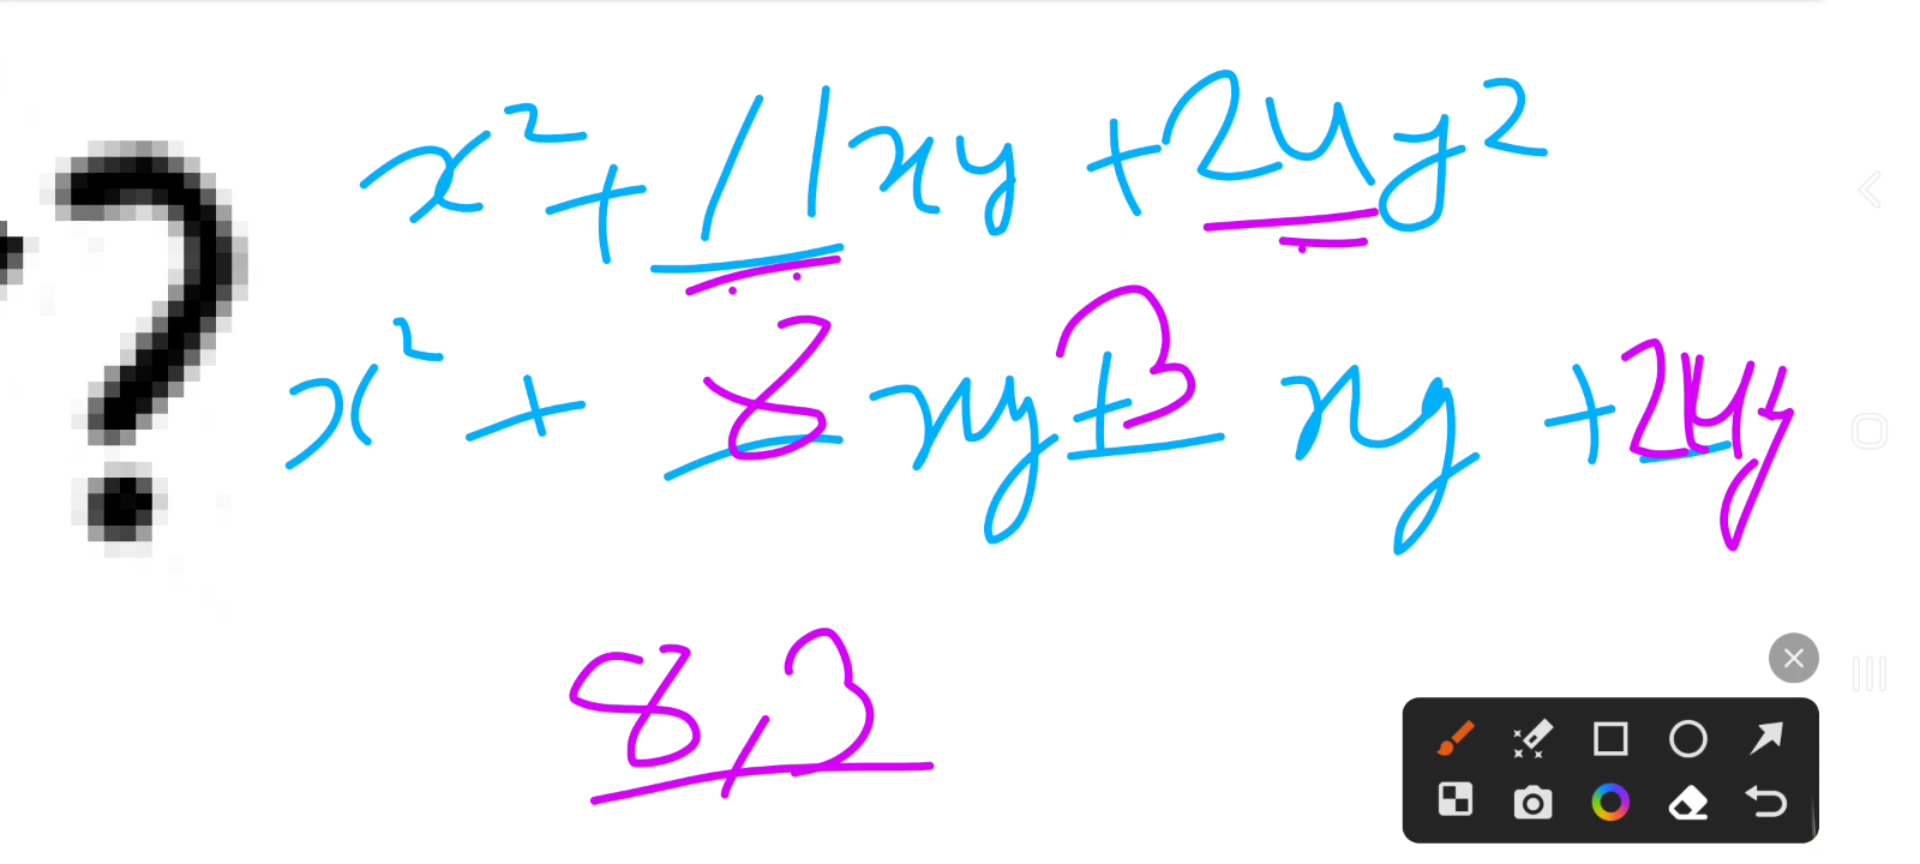 ?
x² + 11xy + 24y²
x² + 8xy + 3xy + 24y
8,3